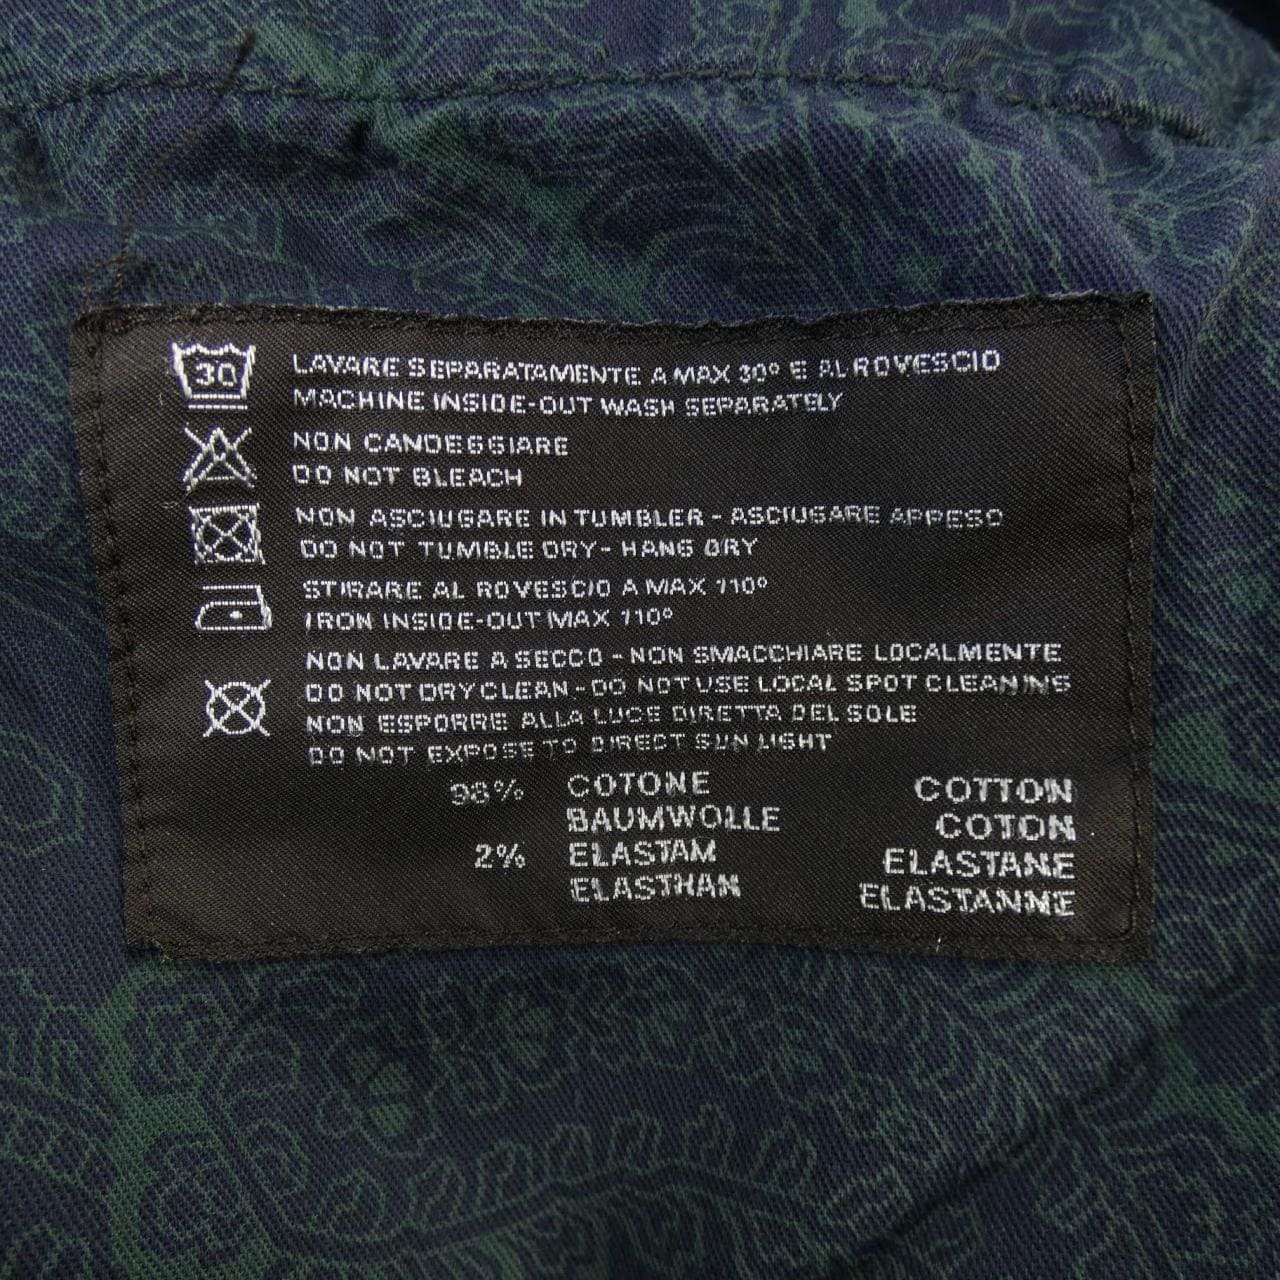 30
LAVARE SEPARATAMENTE A MAX 30° E AL ROVESCIO
MACHINE INSIDE-OUT WASH SEPARATELY
NON CANDEGGIARE
DO NOT BLEACH
NON ASCIUGARE IN TUMBLER - ASCIUGARE APPESO
DO NOT TUMBLE DRY - HANG DRY
STIRARE AL ROVESCIO A MAX 110°
IRON INSIDE-OUT MAX 110°
NON LAVARE A SECCO - NON SMACCHIARE LOCALMENTE
DO NOT DRY CLEAN - DO NOT USE LOCAL SPOT CLEANING
NON ESPORRE ALLA LUCE DIRETTA DEL SOLE
DO NOT EXPOSE TO DIRECT SUN LIGHT
98% COTONE COTTON
BAUMWOLLE COTON
2% ELASTAM ELASTANE
ELASTHAN ELASTANNE